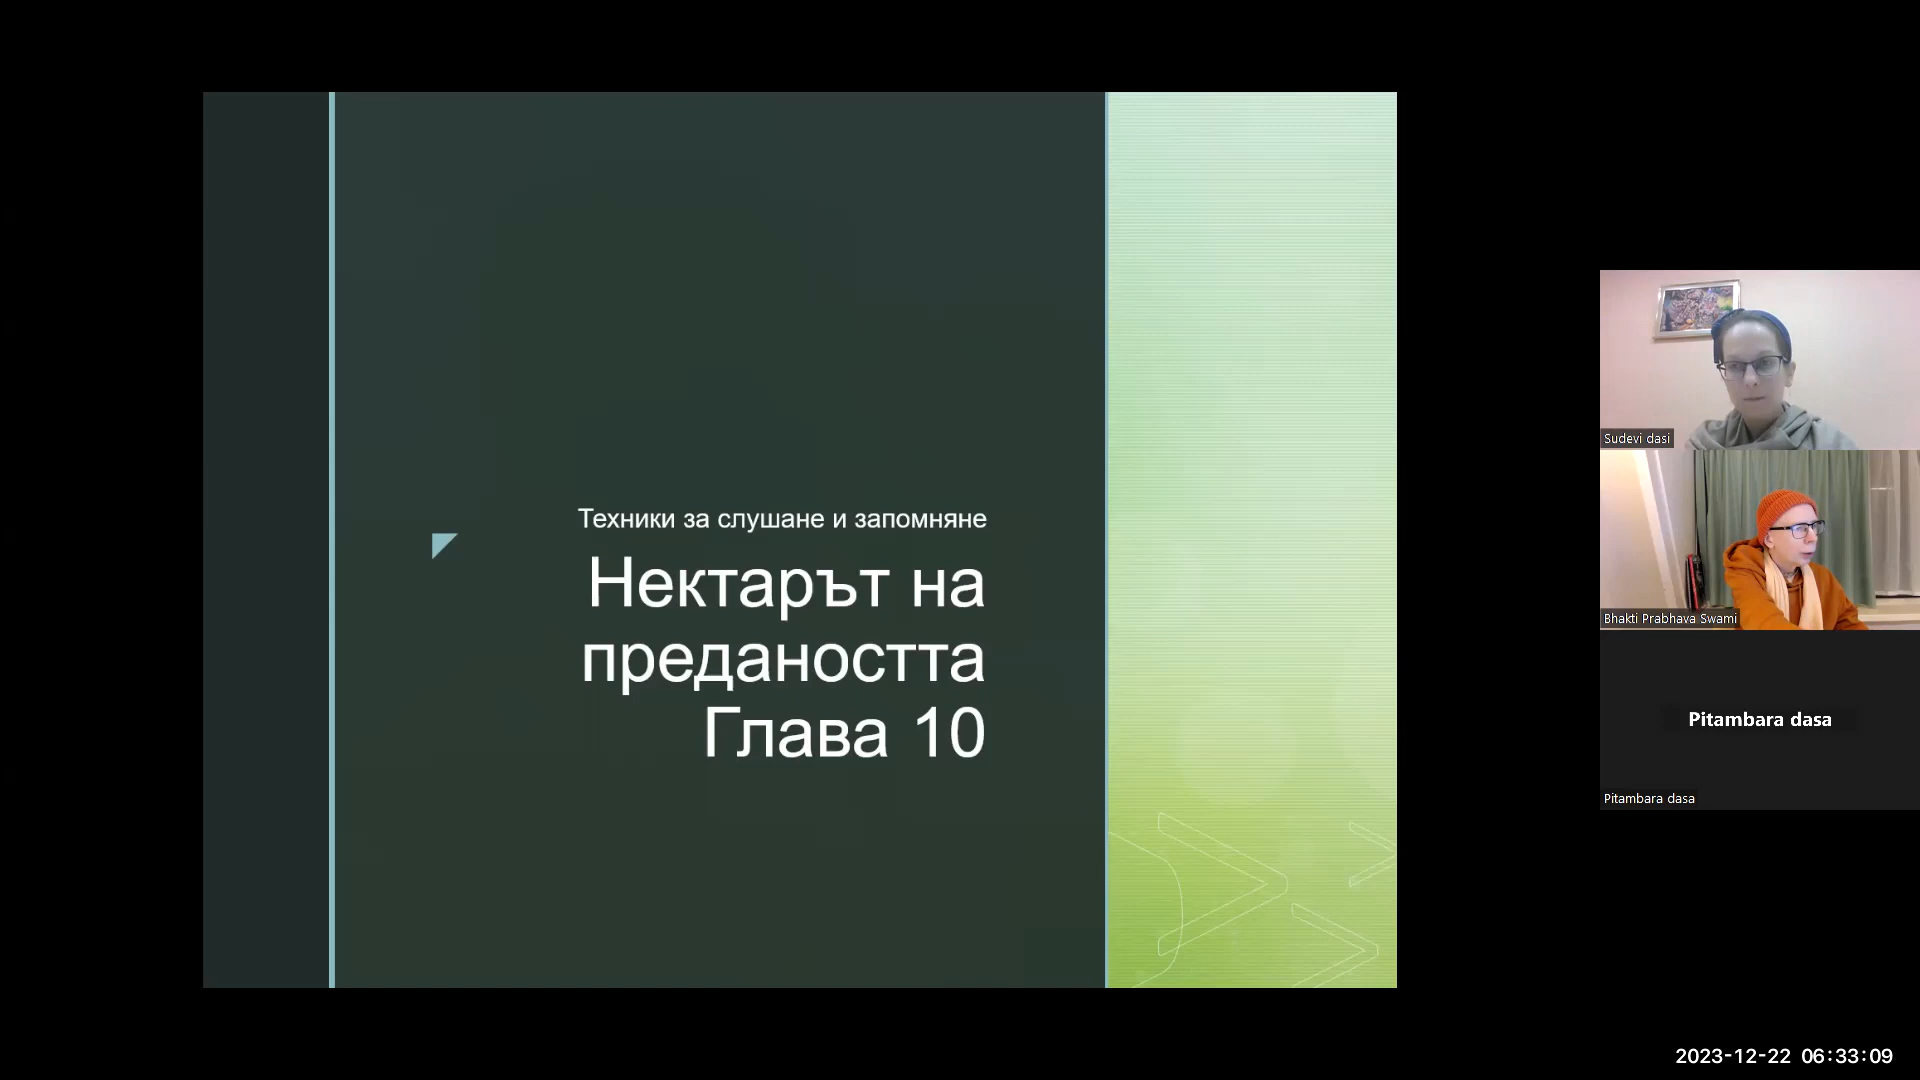 Техники за слушане и запомняне
Нектарът на
предаността
Глава 10
Sudevi dasi
Bhakti Prabhava Swami
Pitambara dasa
Pitambara dasa
2023-12-22 06:33:09